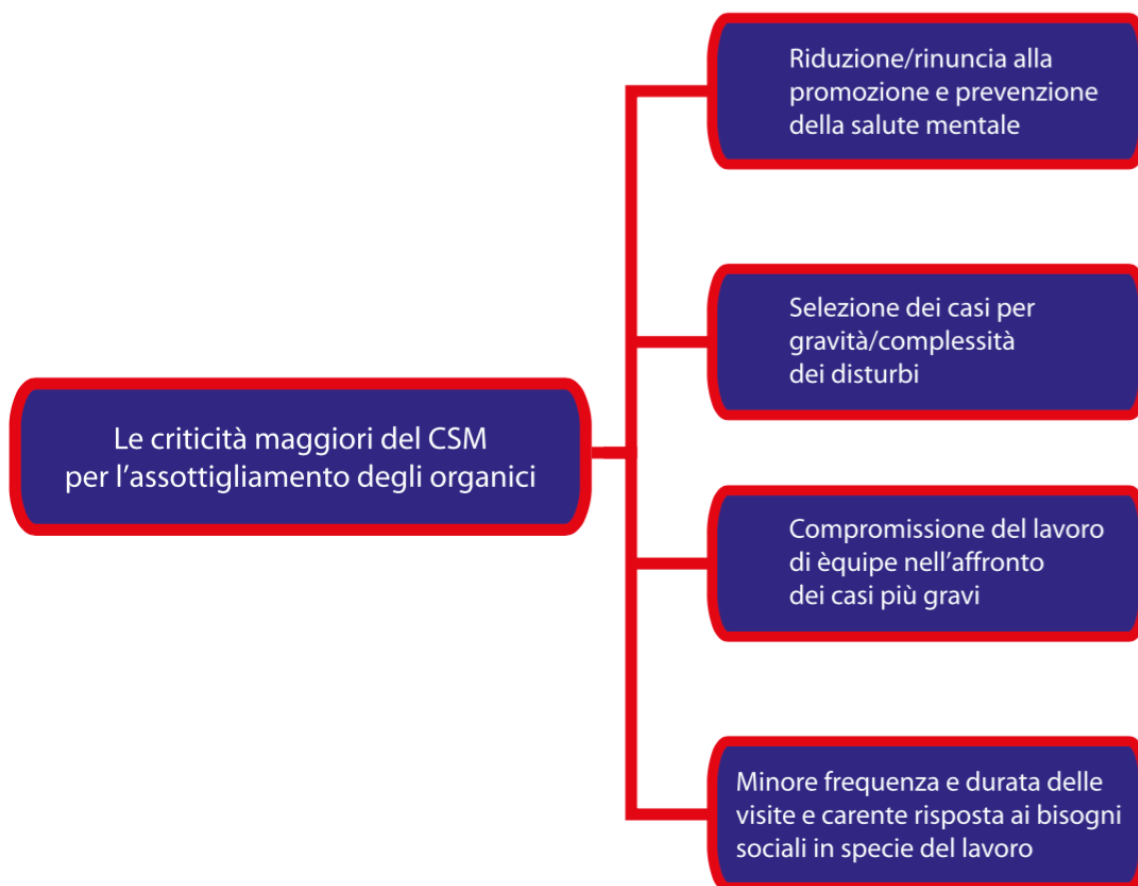 Riduzione/rinuncia alla
promozione e prevenzione
della salute mentale
Selezione dei casi per
gravità/complessità
dei disturbi
Le criticità maggiori del CSM
per l'assottigliamento degli organici
Compromissione del lavoro
di èquipe nell'affronto
dei casi più gravi
Minore frequenza e durata delle
visite e carente risposta ai bisogni
sociali in specie del lavoro